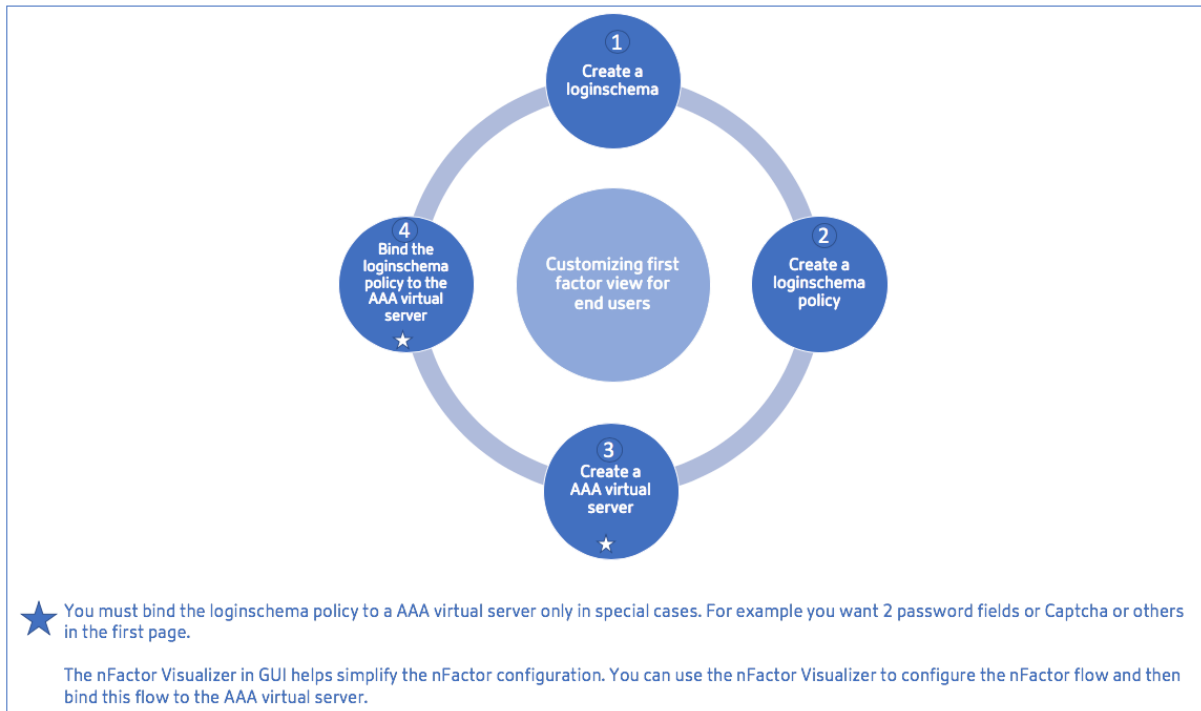 1
Create a
loginschema
2
Create a
loginschema
policy
3
Create a
AAA virtual
server
4
Bind the
loginschema
policy to the
AAA virtual
server
Customizing first
factor view for
end users
You must bind the loginschema policy to a AAA virtual server only in special cases. For example you want 2 password fields or Captcha or others
in the first page.
The nFactor Visualizer in GUI helps simplify the nFactor configuration. You can use the nFactor Visualizer to configure the nFactor flow and then
bind this flow to the AAA virtual server.